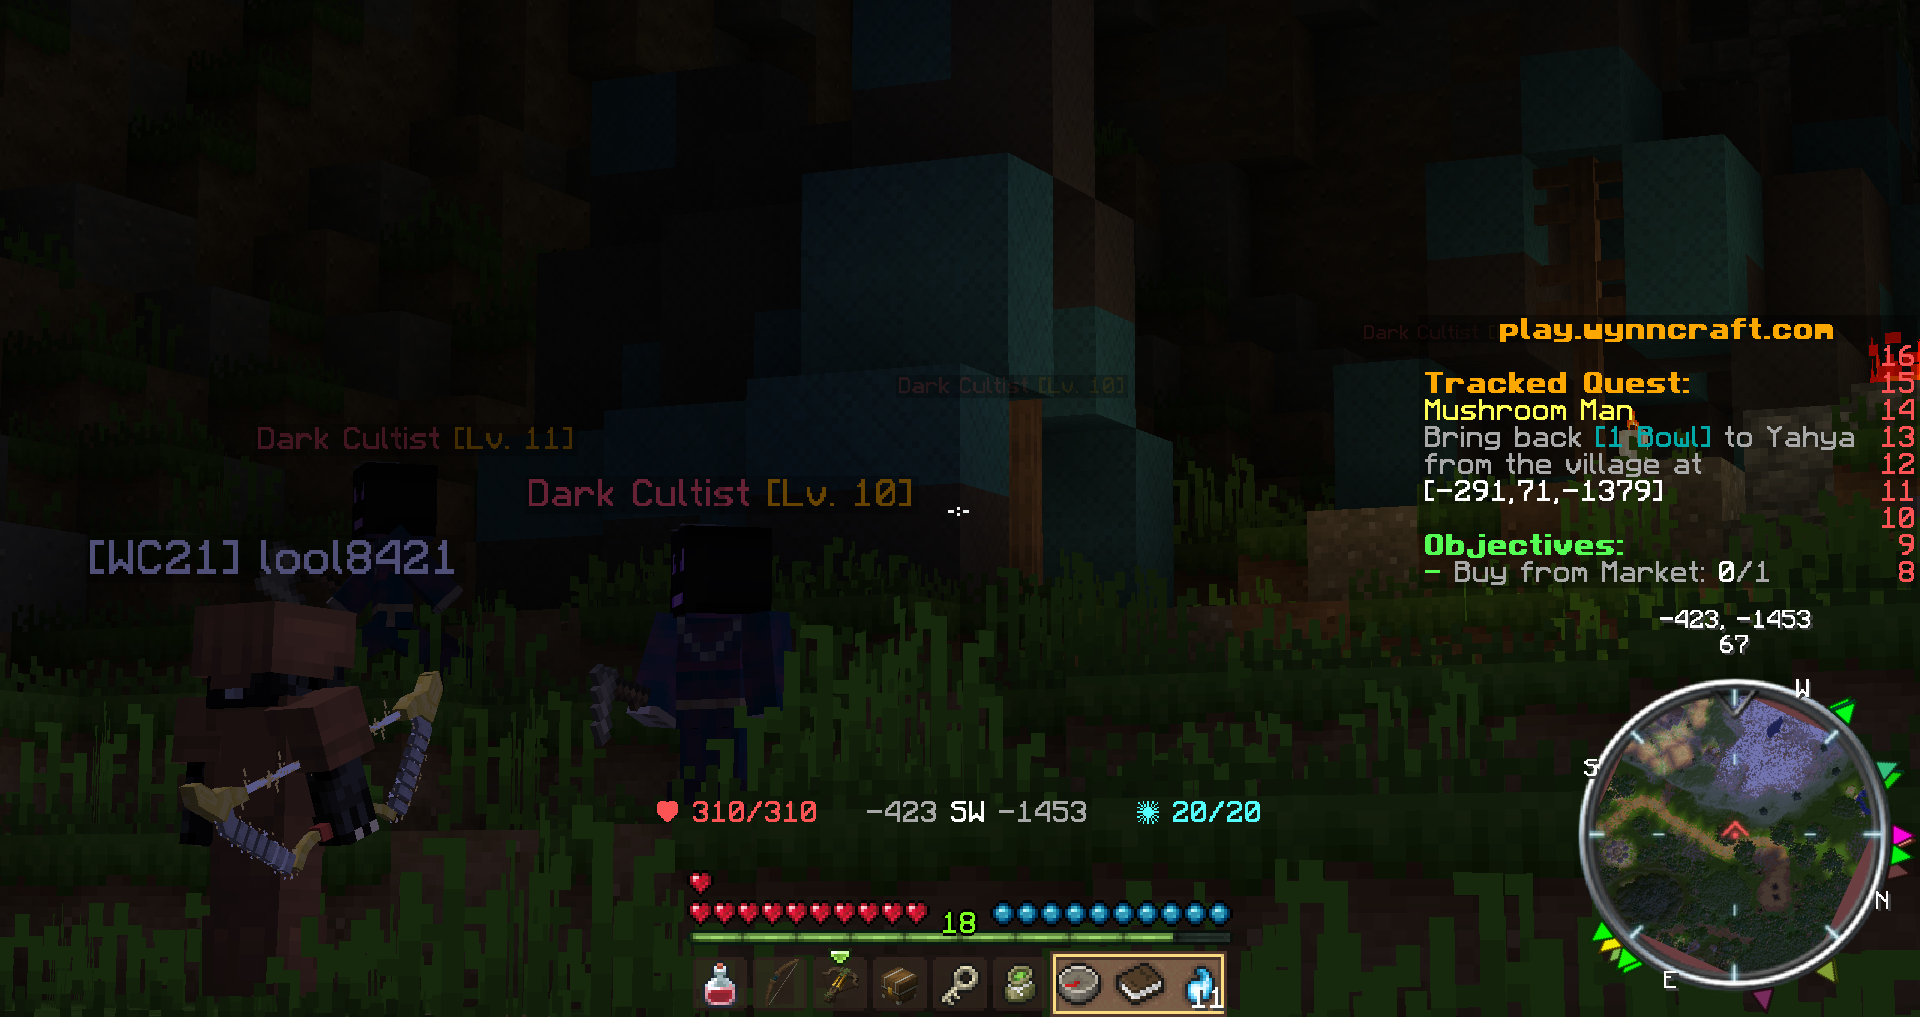 Dark Cultist [
play.wynncraft.com
16
Tracked Quest:
15
Mushroom Man
14
Bring back [1 Bowl] to Yahya
13
from the village at
12
[-291,71,-1379]
11
10
Objectives:
9
- Buy from Market: 0/1
8
Dark Cultist [Lv. 10]
Dark Cultist [Lv. 11]
Dark Cultist [Lv. 10]
[WC21] lool8421
-423, -1453
67
W
S
N
E
310/310
-423 SW -1453
20/20
18
11